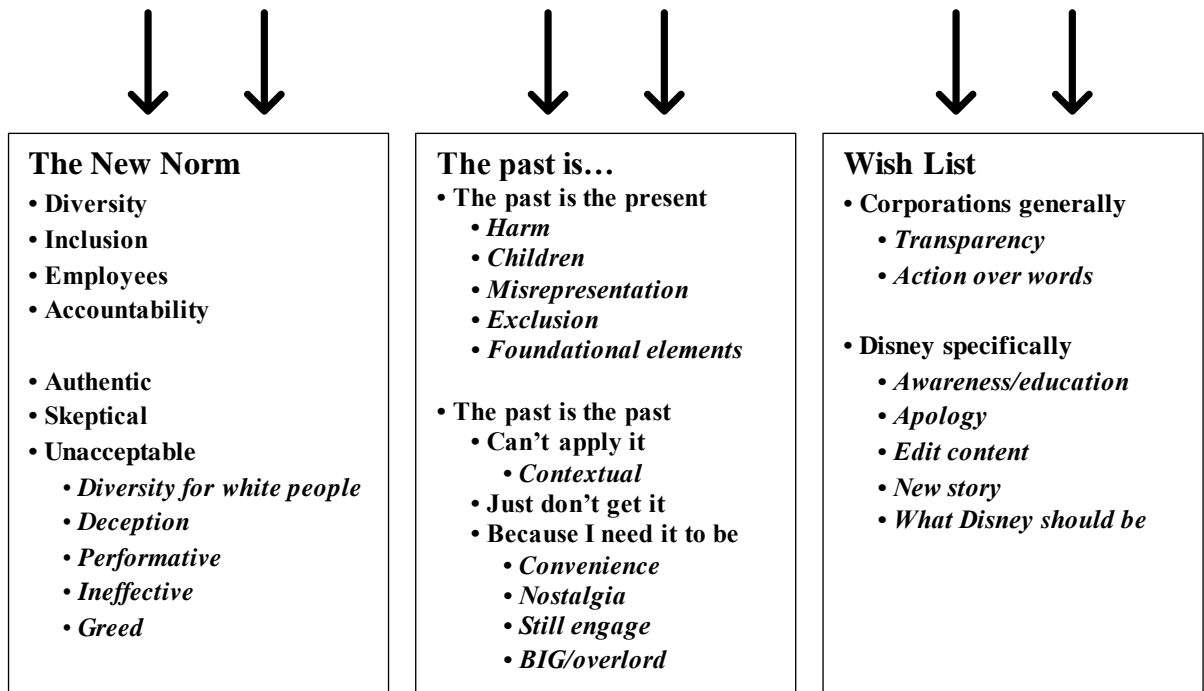 The New Norm
• Diversity
• Inclusion
• Employees
• Accountability
• Authentic
• Skeptical
• Unacceptable
• Diversity for white people
• Deception
• Performative
• Ineffective
• Greed
The past is…
• The past is the present
• Harm
• Children
• Misrepresentation
• Exclusion
• Foundational elements
• The past is the past
• Can’t apply it
• Contextual
• Just don’t get it
• Because I need it to be
• Convenience
• Nostalgia
• Still engage
• BIG/overlord
Wish List
• Corporations generally
• Transparency
• Action over words
• Disney specifically
• Awareness/education
• Apology
• Edit content
• New story
• What Disney should be